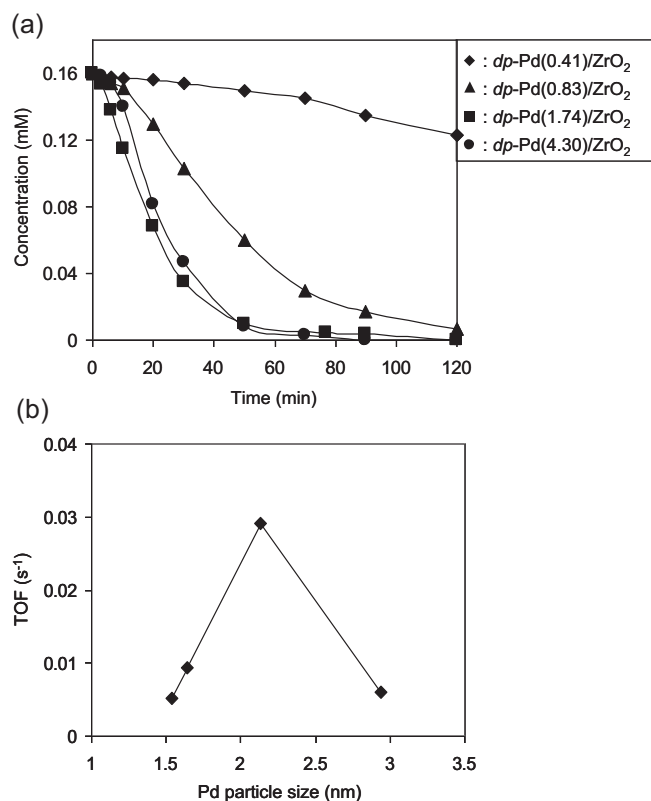 (a)
0.16
0.12
0.08
0.04
0
Concentration (mM)
0 20 40 60 80 100 120
Time (min)
: dp-Pd(0.41)/ZrO₂
: dp-Pd(0.83)/ZrO₂
: dp-Pd(1.74)/ZrO₂
: dp-Pd(4.30)/ZrO₂
(b)
0.04
0.03
0.02
0.01
0
TOF (s⁻¹)
1 1.5 2 2.5 3 3.5
Pd particle size (nm)